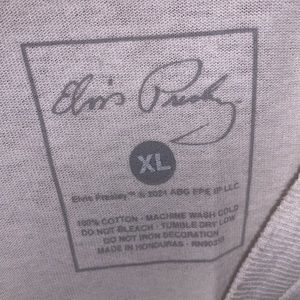 Elvis Presley
XL
Elvis Presley™ © 2021 ABG EPE IP LLC.
100% COTTON - MACHINE WASH COLD
DO NOT BLEACH - TUMBLE DRY LOW
DO NOT IRON DECORATION
MADE IN HONDURAS -